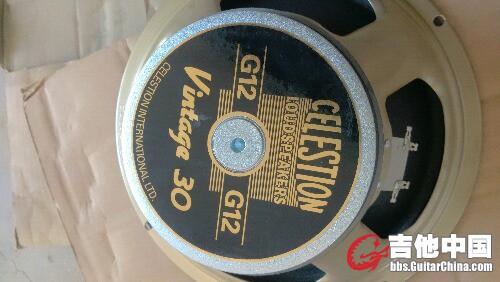 CELESTION
LOUDSPEAKERS
G12 G12
Vintage 30
CELESTION INTERNATIONAL LTD.
吉他中国
bbs.GuitarChina.com